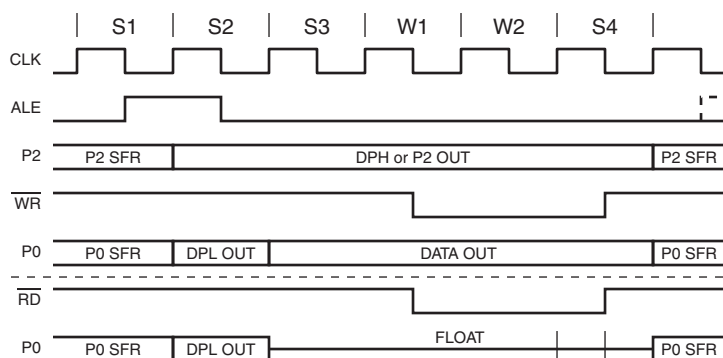 S1 S2 S3 W1 W2 S4
CLK
ALE
P2 P2 SFR DPH or P2 OUT P2 SFR
WR
P0 P0 SFR DPL OUT DATA OUT P0 SFR
RD
FLOAT
P0 P0 SFR DPL OUT P0 SFR